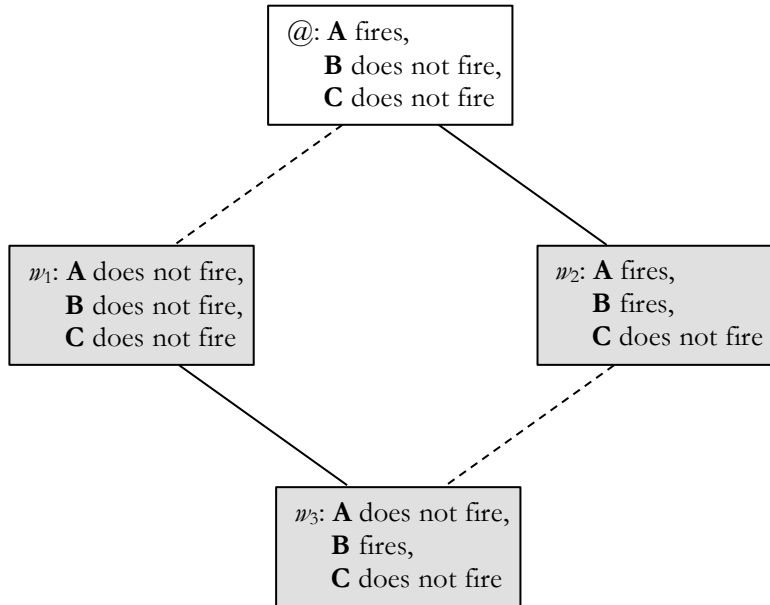 @: A fires,
B does not fire,
C does not fire
w₁: A does not fire,
B does not fire,
C does not fire
w₂: A fires,
B fires,
C does not fire
w₃: A does not fire,
B fires,
C does not fire